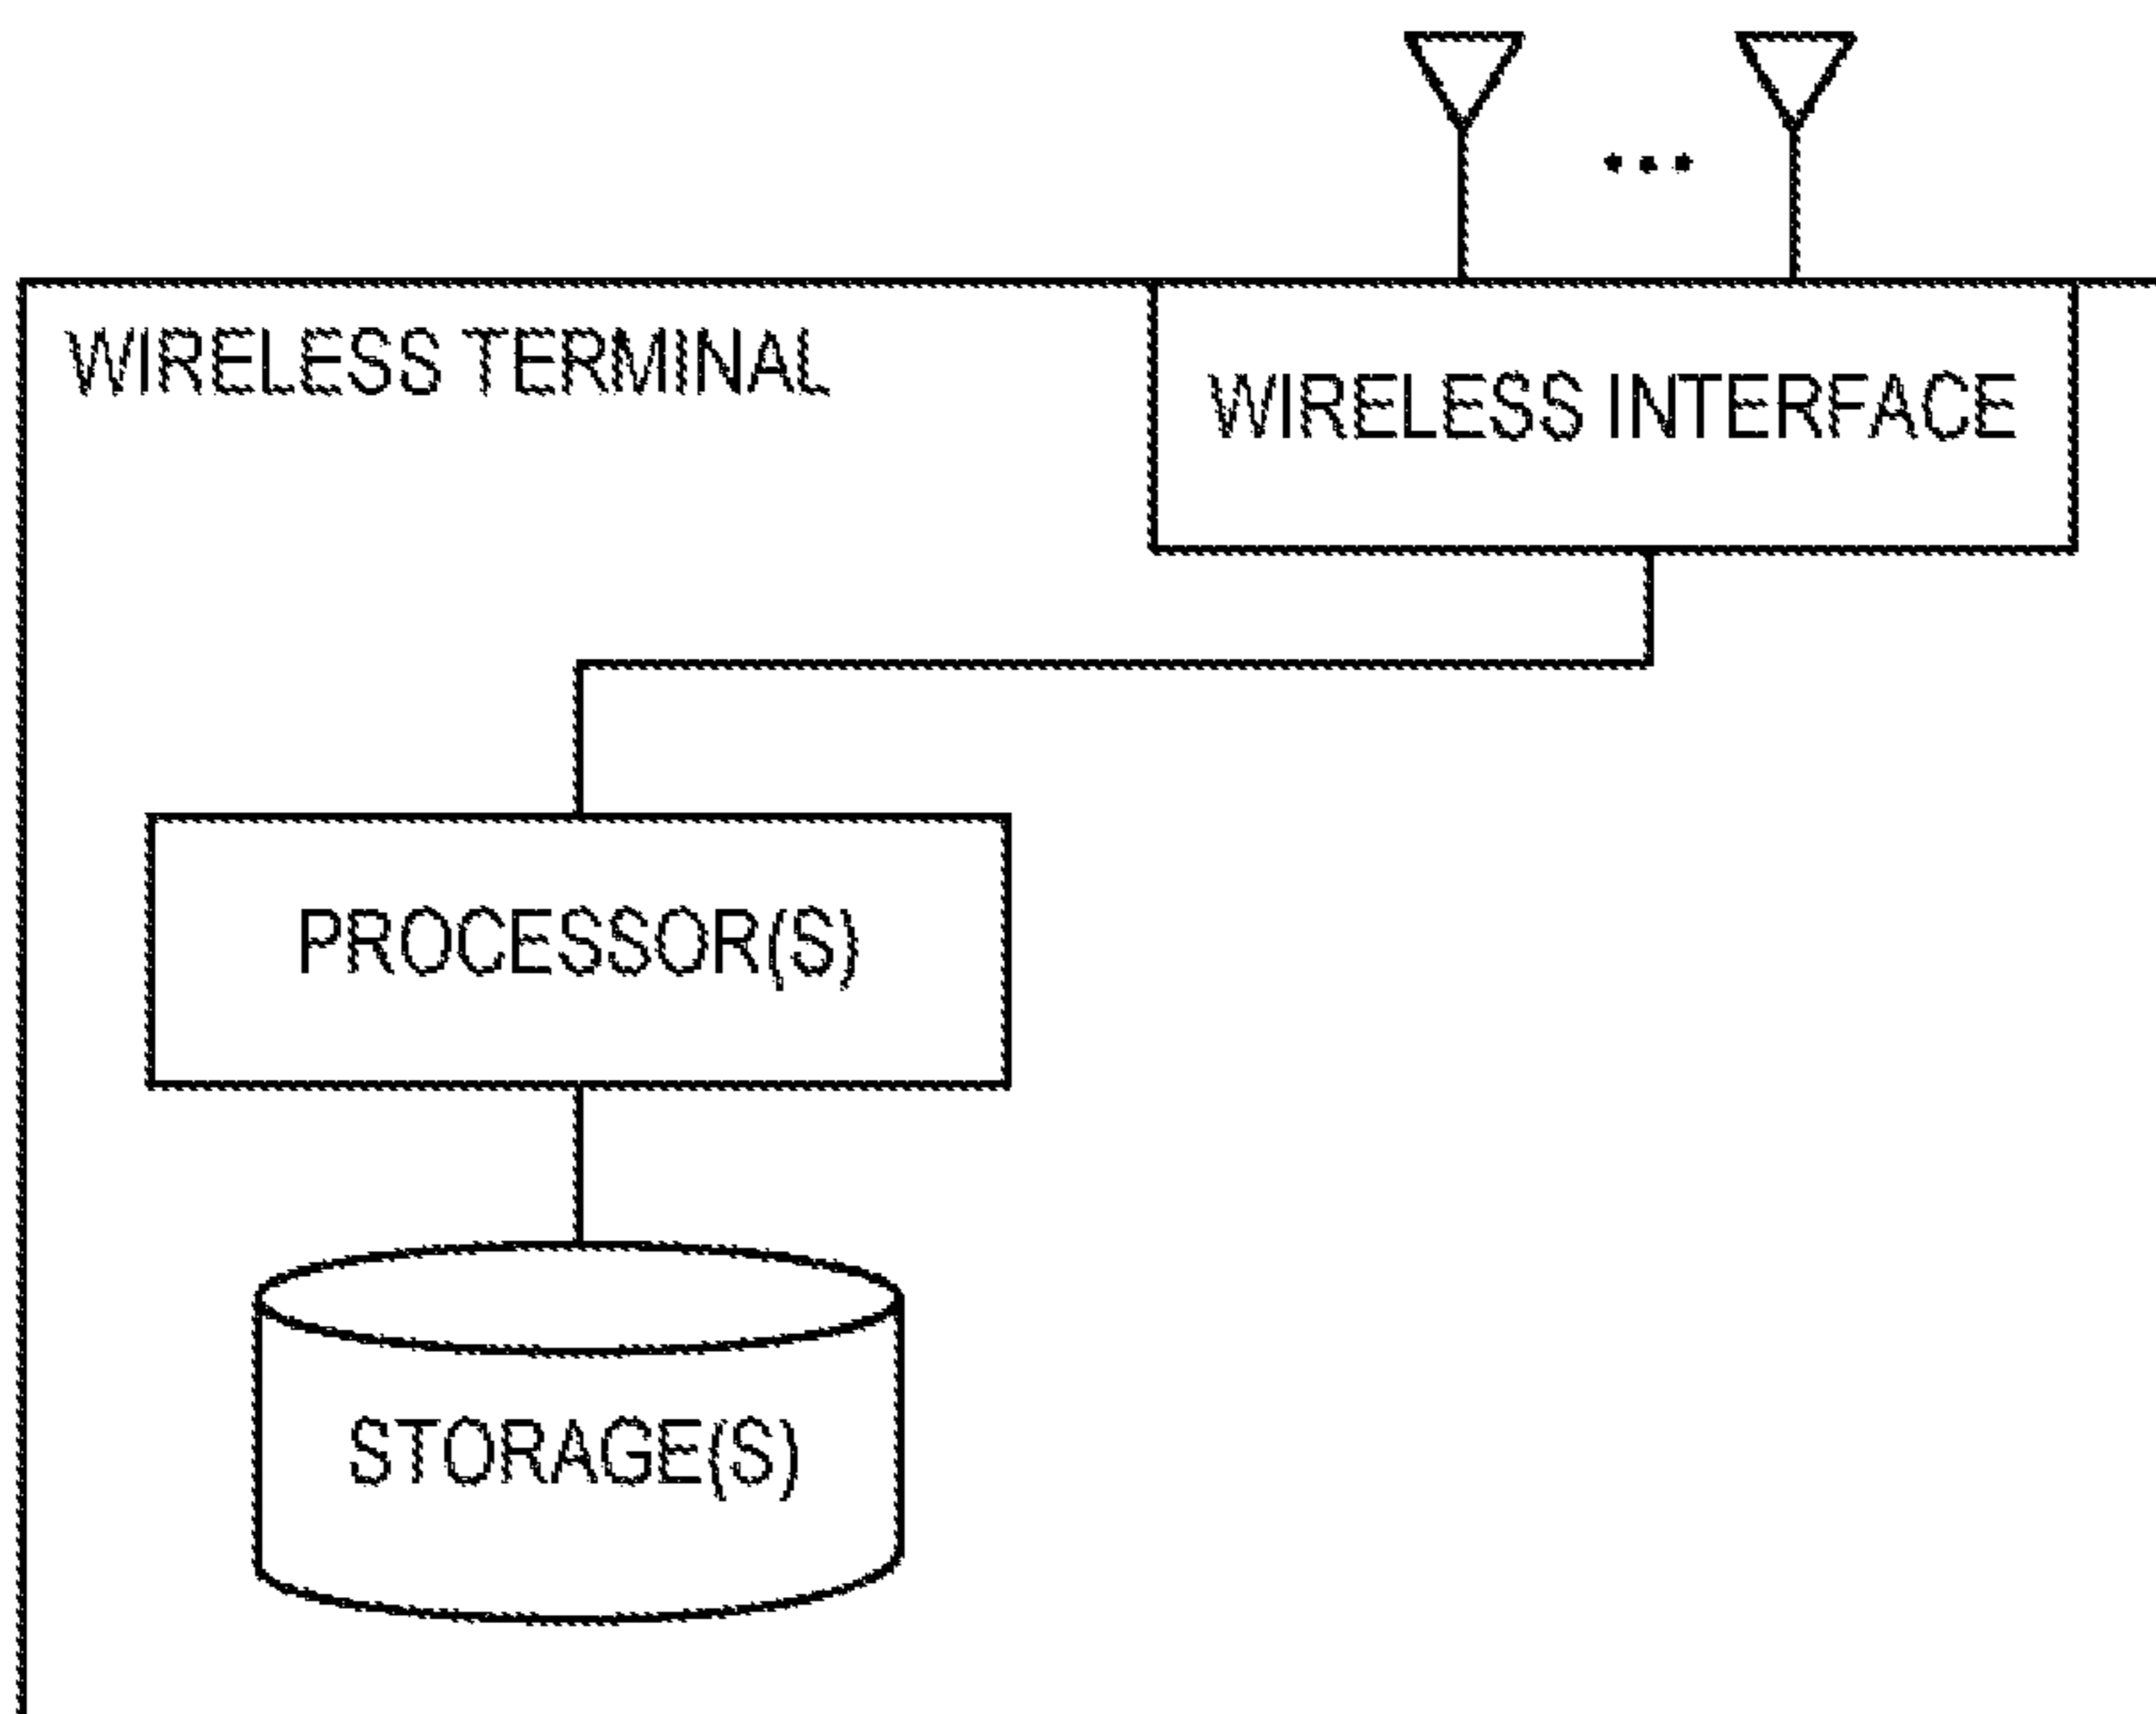 WIRELESS TERMINAL
WIRELESS INTERFACE
PROCESSOR(S)
STORAGE(S)